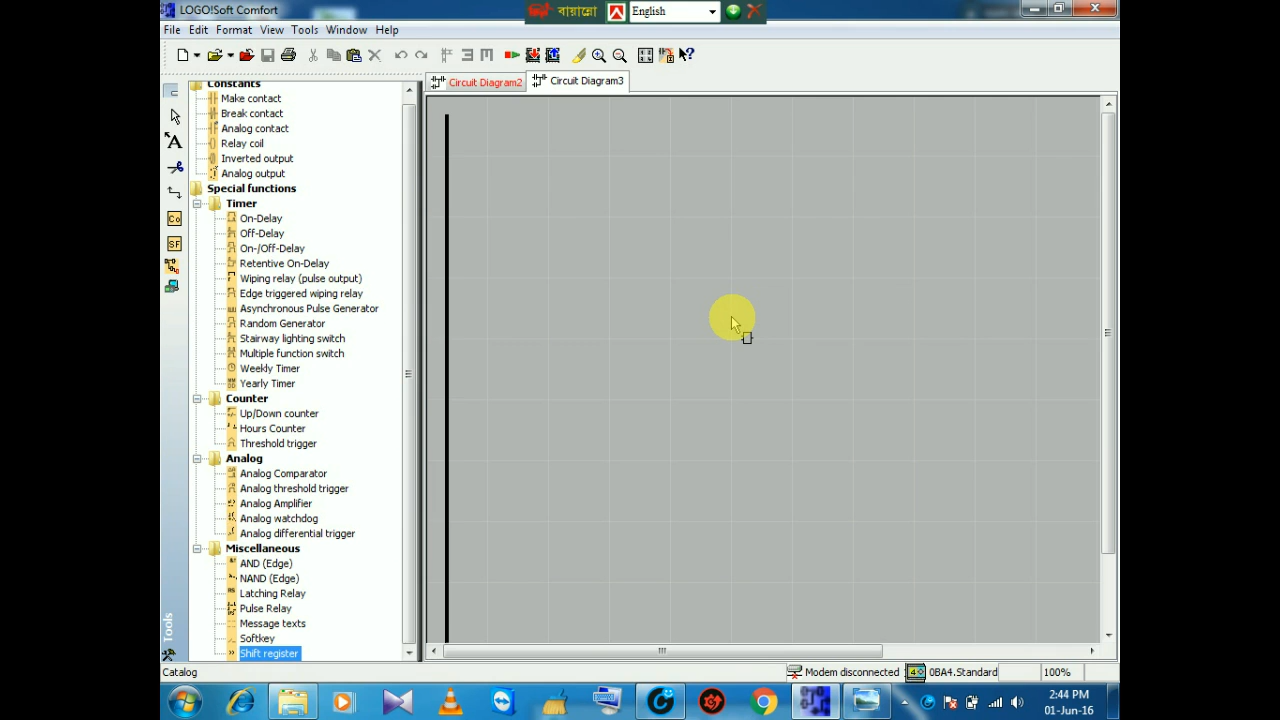 LOGO!Soft Comfort
বায়ান্নো
English
File Edit Format View Tools Window Help
Circuit Diagram2
Circuit Diagram3
Constants
Make contact
Break contact
Analog contact
Relay coil
Inverted output
Analog output
Special functions
Timer
On-Delay
Off-Delay
On-/Off-Delay
Retentive On-Delay
Wiping relay (pulse output)
Edge triggered wiping relay
Asynchronous Pulse Generator
Random Generator
Stairway lighting switch
Multiple function switch
Weekly Timer
Yearly Timer
Counter
Up/Down counter
Hours Counter
Threshold trigger
Analog
Analog Comparator
Analog threshold trigger
Analog Amplifier
Analog watchdog
Analog differential trigger
Miscellaneous
AND (Edge)
NAND (Edge)
Latching Relay
Pulse Relay
Message texts
Softkey
Shift register
Co
SF
Tools
Catalog
Modem disconnected
0BA4.Standard
100%
2:44 PM
01-Jun-16